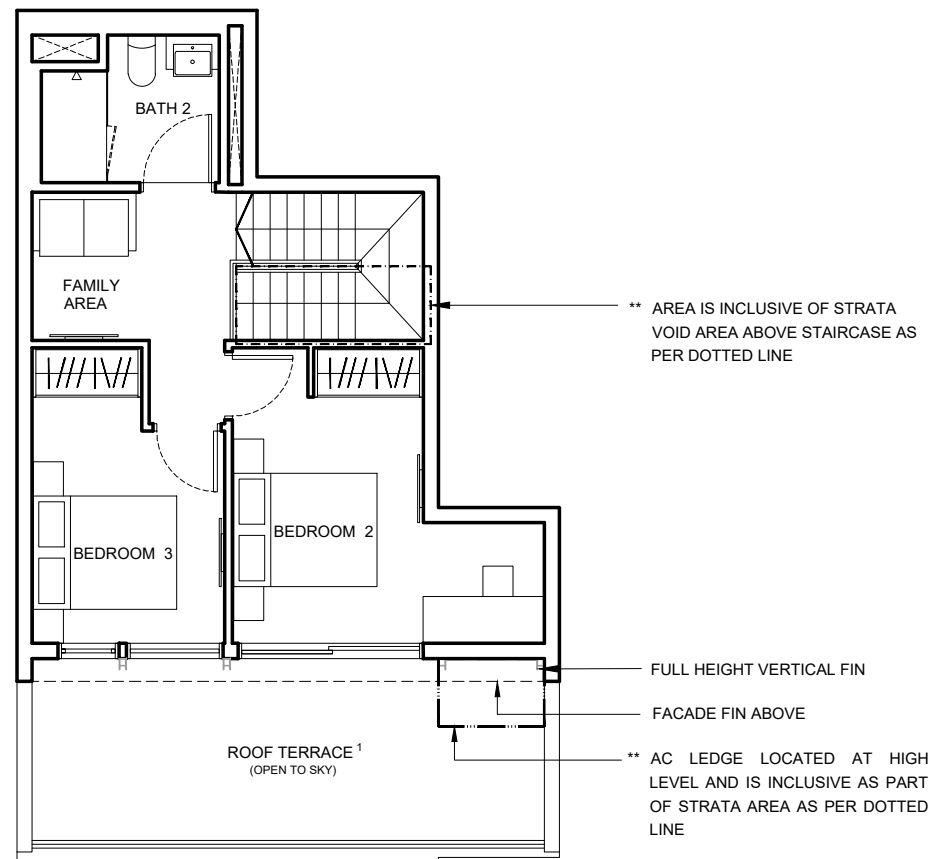 BATH 2
FAMILY
AREA
** AREA IS INCLUSIVE OF STRATA
VOID AREA ABOVE STAIRCASE AS
PER DOTTED LINE
BEDROOM 3
BEDROOM 2
FULL HEIGHT VERTICAL FIN
FACADE FIN ABOVE
ROOF TERRACE 1
(OPEN TO SKY)
** AC LEDGE LOCATED AT HIGH
LEVEL AND IS INCLUSIVE AS PART
OF STRATA AREA AS PER DOTTED
LINE